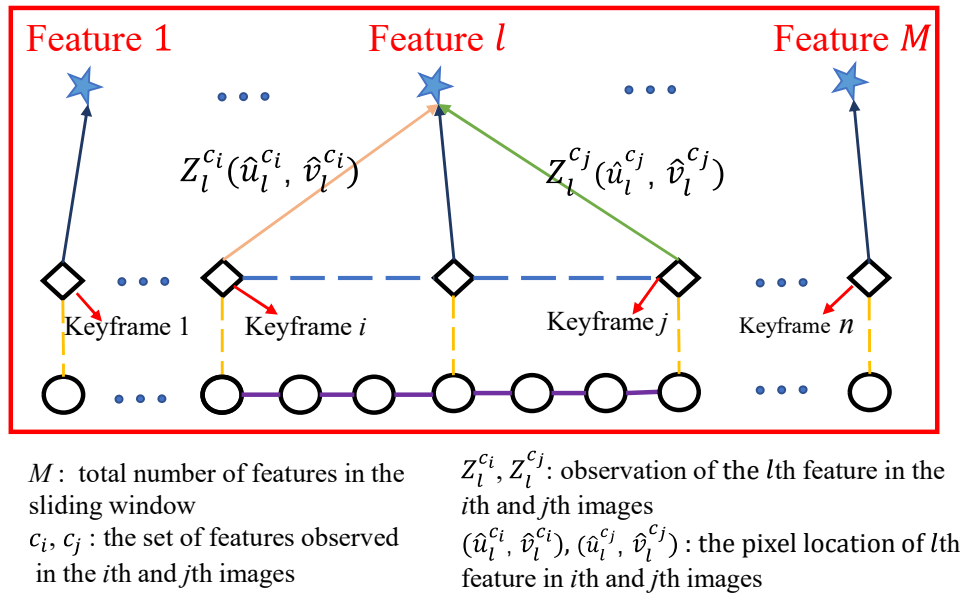 Feature 1 Feature l Feature M
Z_l^{c_i}(û_l^{c_i}, v̂_l^{c_i}) Z_l^{c_j}(û_l^{c_j}, v̂_l^{c_j})
Keyframe 1 Keyframe i Keyframe j Keyframe n
M : total number of features in the
sliding window
c_i, c_j : the set of features observed
in the ith and jth images
Z_l^{c_i}, Z_l^{c_j}: observation of the lth feature in the
ith and jth images
(û_l^{c_i}, v̂_l^{c_i}), (û_l^{c_j}, v̂_l^{c_j}) : the pixel location of lth
feature in ith and jth images